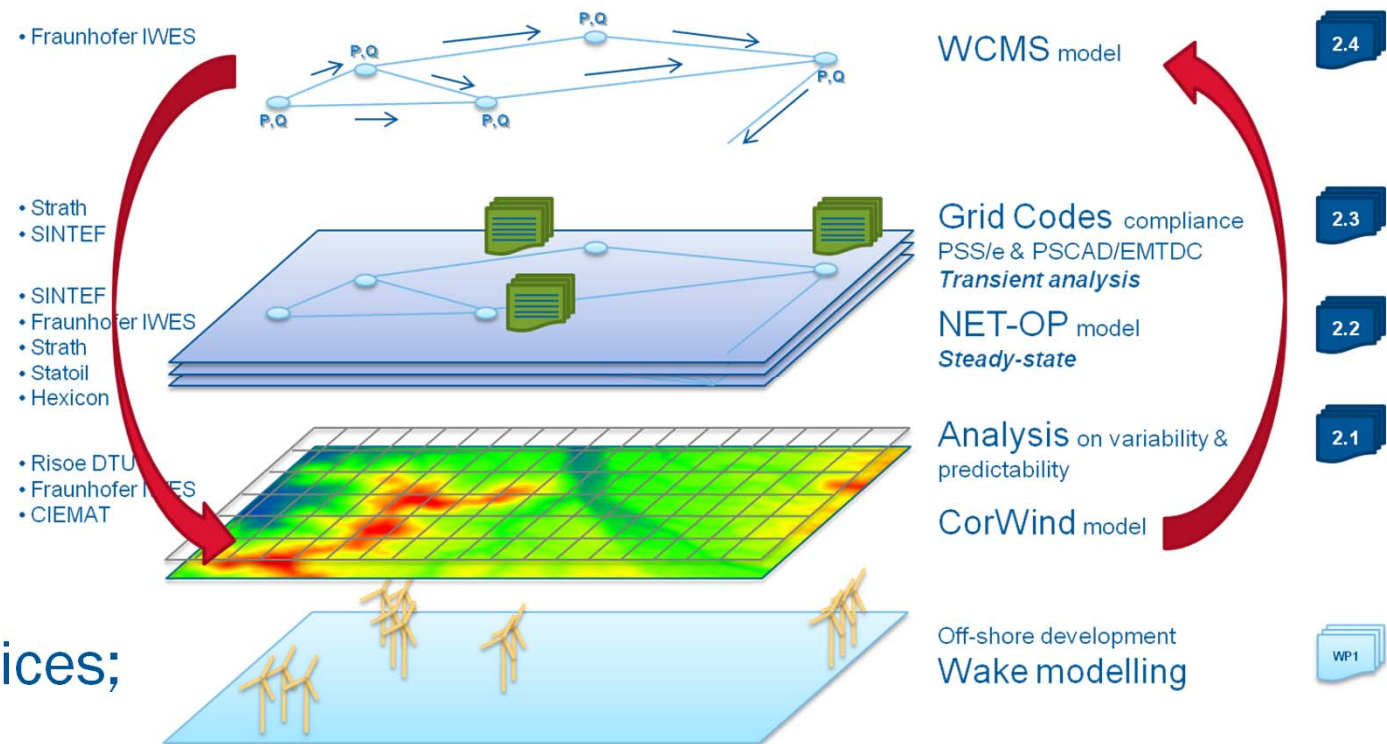 • Fraunhofer IWES
P,Q
P,Q
P,Q
P,Q
P,Q
WCMS model
2.4
• Strath
• SINTEF
Grid Codes compliance
PSS/e & PSCAD/EMTDC
Transient analysis
2.3
• SINTEF
• Fraunhofer IWES
• Strath
• Statoil
• Hexicon
NET-OP model
Steady-state
2.2
• Risoe DTU
• Fraunhofer IWES
• CIEMAT
Analysis on variability &
predictability
2.1
CorWind model
ices;
Off-shore development
Wake modelling
WP1